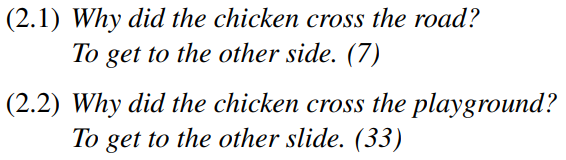 (2.1) Why did the chicken cross the road?
To get to the other side. (7)
(2.2) Why did the chicken cross the playground?
To get to the other slide. (33)